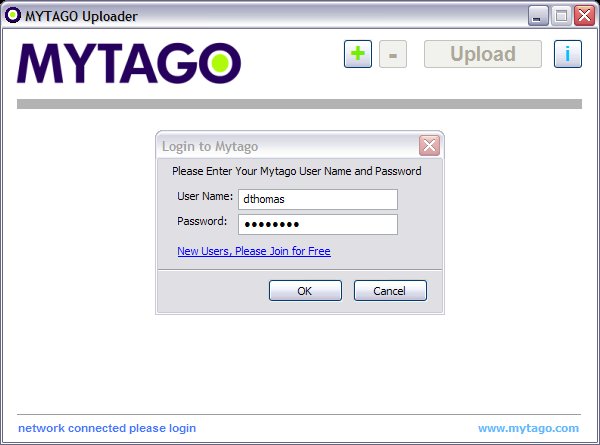 MYTAGO Uploader
MYTAGO
+ - Upload i
Login to Mytago
Please Enter Your Mytago User Name and Password
User Name: dthomas
Password: ●●●●●●●●
New Users, Please Join for Free
OK Cancel
network connected please login www.mytago.com